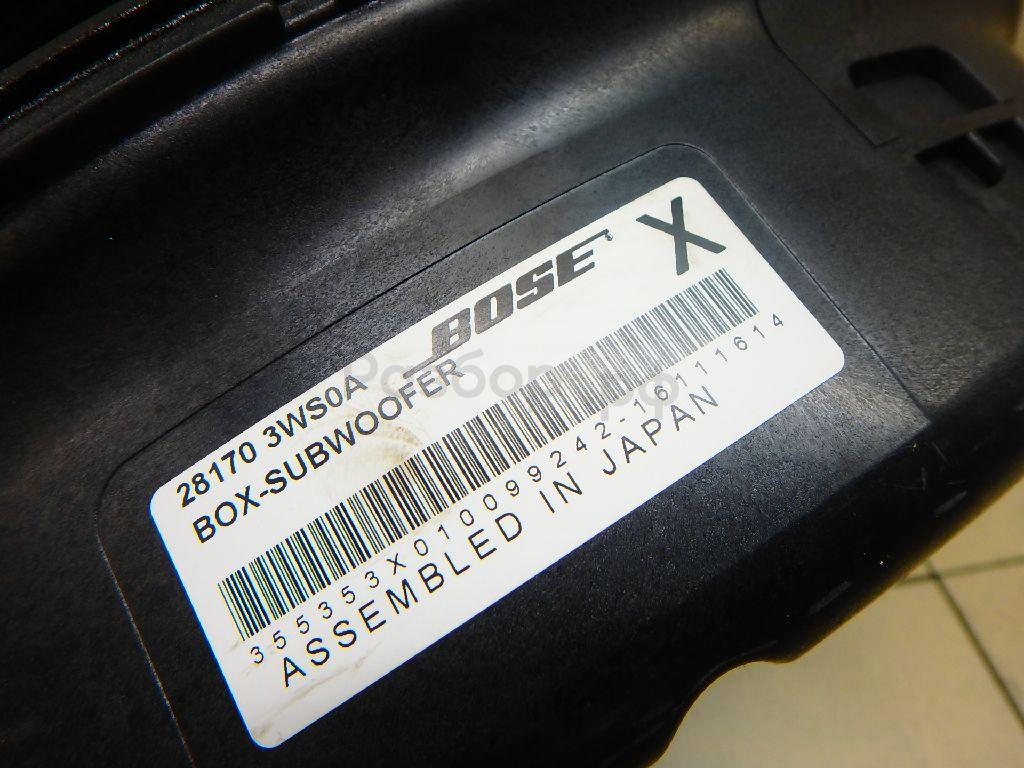 BOSE X
28170 3WS0A
BOX-SUBWOOFER
355353X010099242-16111614
ASSEMBLED IN JAPAN